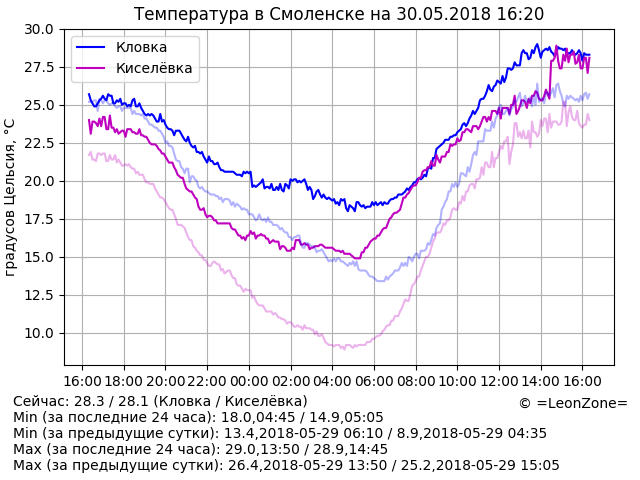 Температура в Смоленске на 30.05.2018 16:20
градусов Цельсия, °C
30.0
27.5
25.0
22.5
20.0
17.5
15.0
12.5
10.0
Кловка
Киселёвка
16:00 18:00 20:00 22:00 00:00 02:00 04:00 06:00 08:00 10:00 12:00 14:00 16:00
Сейчас: 28.3 / 28.1 (Кловка / Киселёвка)
© =LeonZone=
Min (за последние 24 часа): 18.0,04:45 / 14.9,05:05
Min (за предыдущие сутки): 13.4,2018-05-29 06:10 / 8.9,2018-05-29 04:35
Max (за последние 24 часа): 29.0,13:50 / 28.9,14:45
Max (за предыдущие сутки): 26.4,2018-05-29 13:50 / 25.2,2018-05-29 15:05